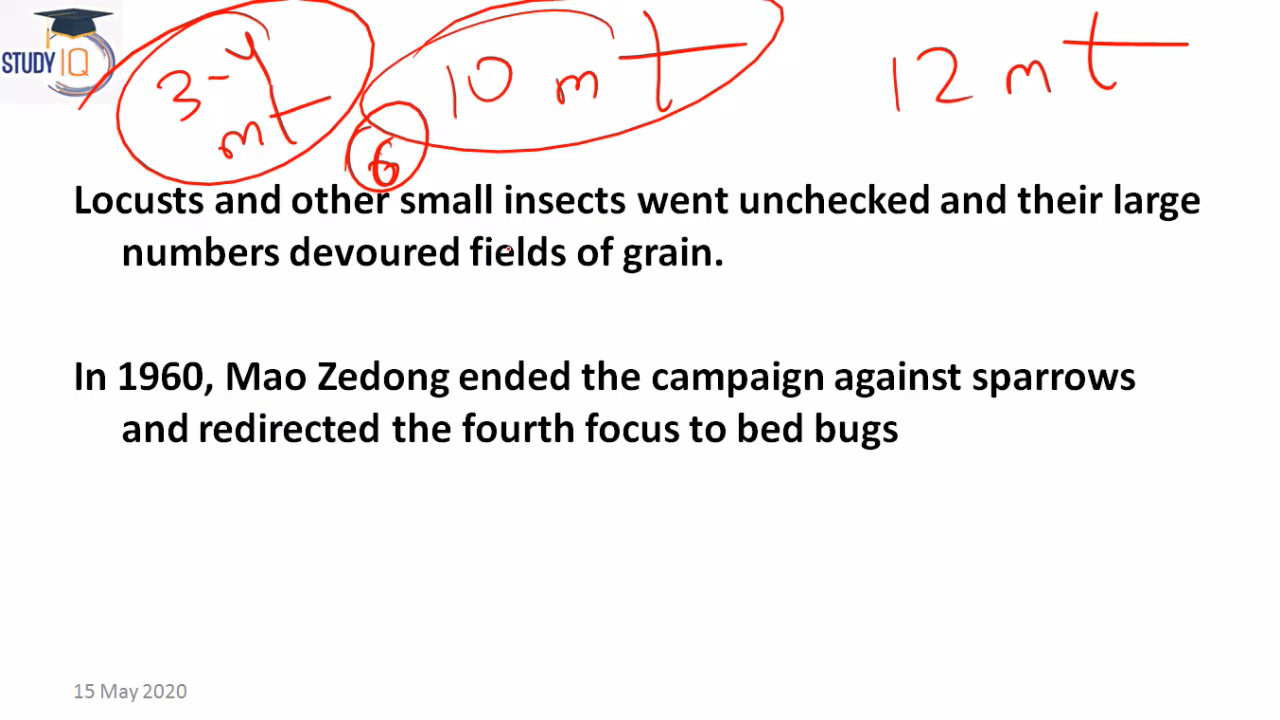 STUDY IQ
3-4
mt
10 mt
12 mt
6
Locusts and other small insects went unchecked and their large
numbers devoured fields of grain.
In 1960, Mao Zedong ended the campaign against sparrows
and redirected the fourth focus to bed bugs
15 May 2020